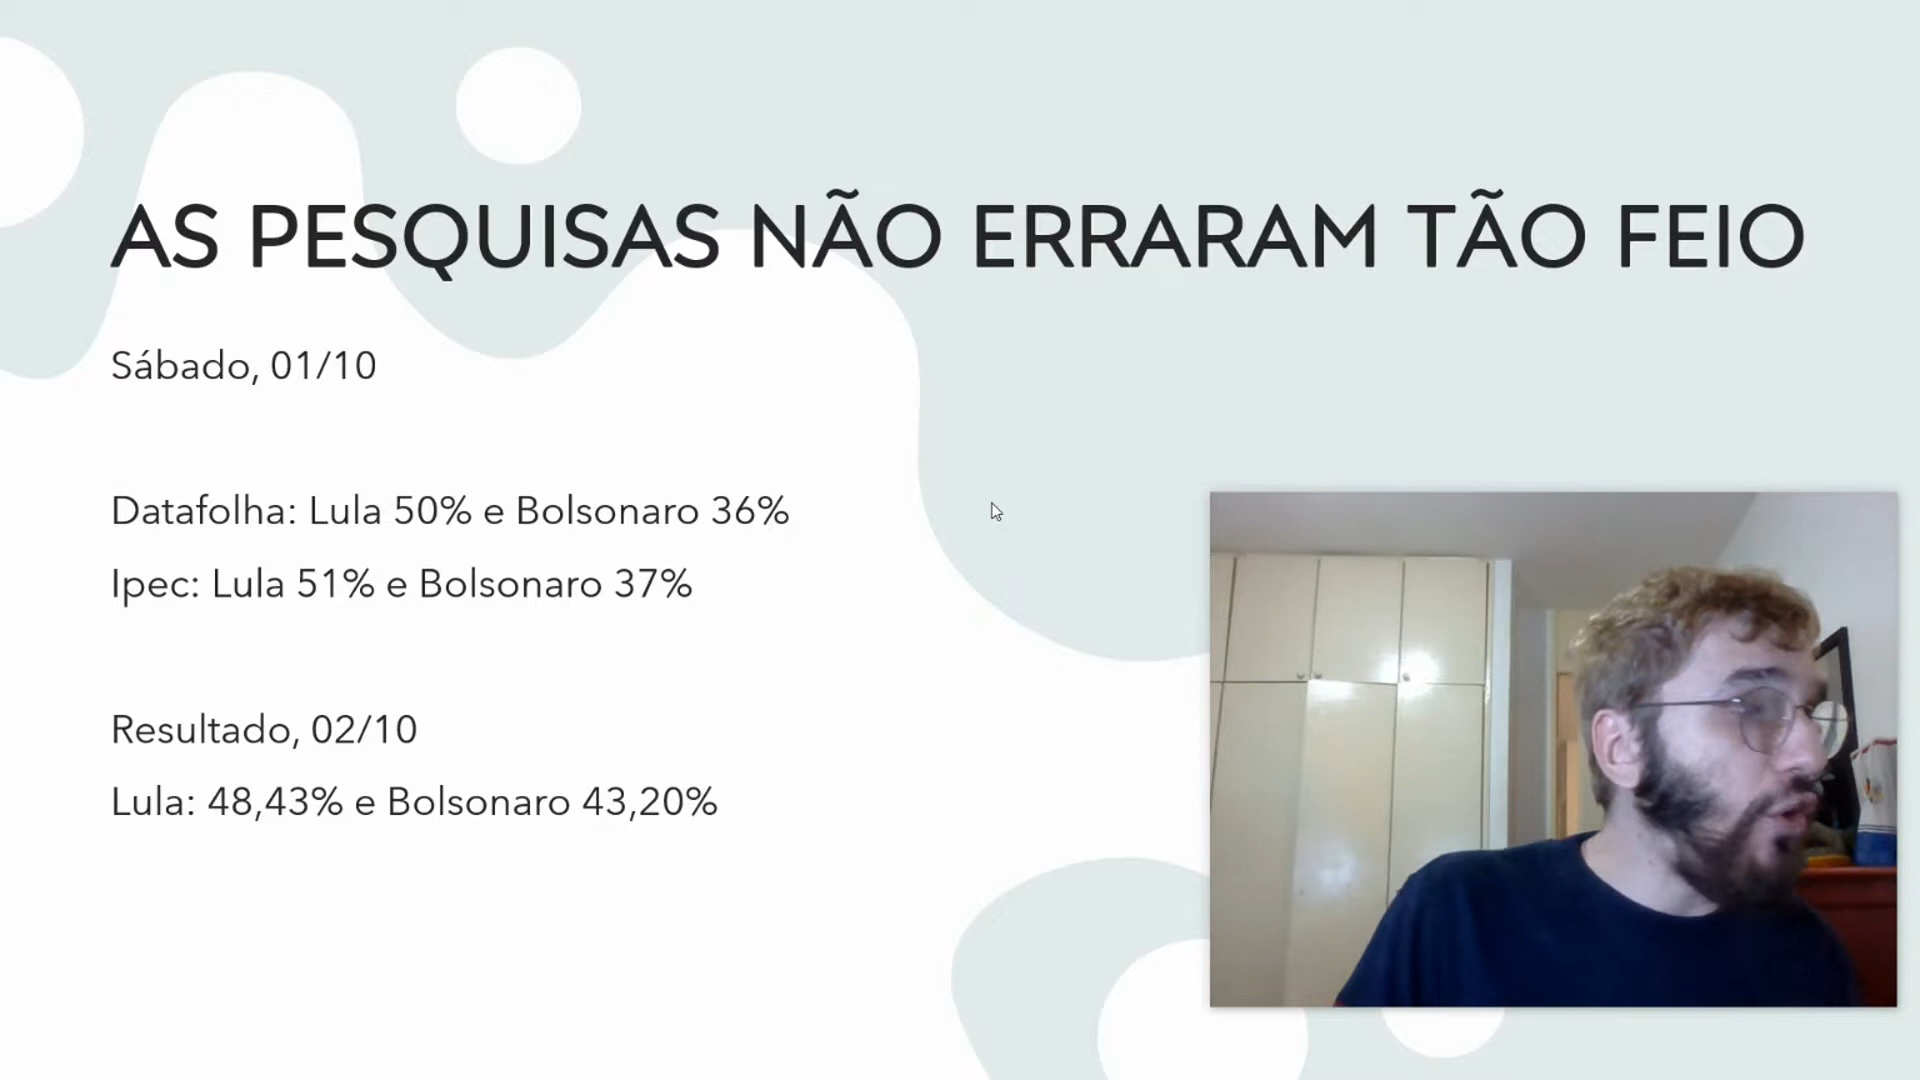 AS PESQUISAS NÃO ERRARAM TÃO FEIO
Sábado, 01/10
Datafolha: Lula 50% e Bolsonaro 36%
Ipec: Lula 51% e Bolsonaro 37%
Resultado, 02/10
Lula: 48,43% e Bolsonaro 43,20%